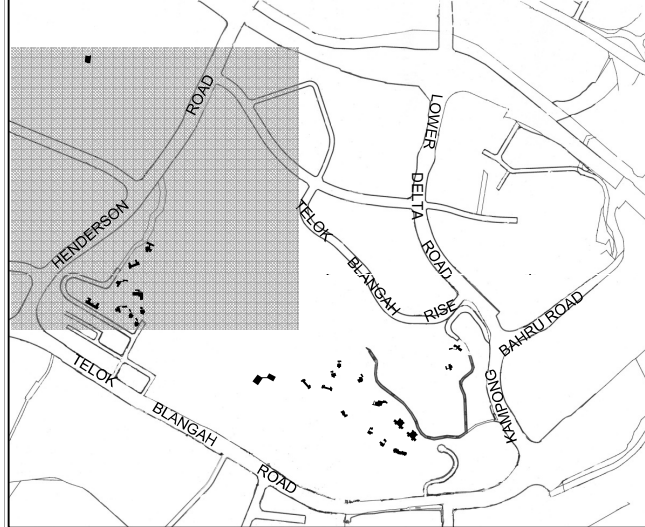 HENDERSON ROAD
LOWER DELTA ROAD
TELOK BLANGAH RISE
KAMPONG BAHRU ROAD
TELOK BLANGAH ROAD